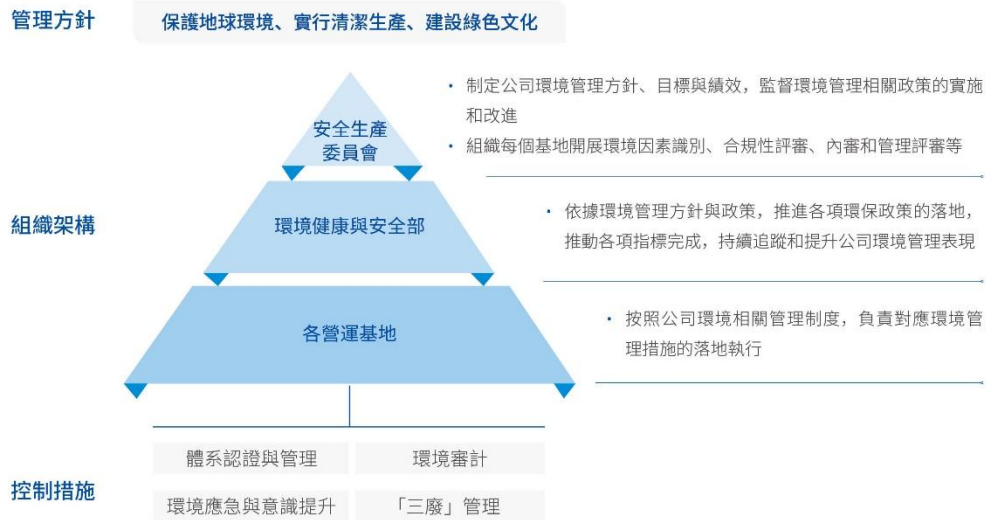 管理方針
保護地球環境、實行清潔生產、建設綠色文化
安全生產
委員會
• 制定公司環境管理方針、目標與績效，監督環境管理相關政策的實施
和改進
• 組織每個基地開展環境因素識別、合規性評審、內審和管理評審等
組織架構
環境健康與安全部
• 依據環境管理方針與政策，推進各項環保政策的落地，
推動各項指標完成，持續追蹤和提升公司環境管理表現
各營運基地
• 按照公司環境相關管理制度，負責對應環境管
理措施的落地執行
控制措施
體系認證與管理
環境審計
環境應急與意識提升
「三廢」管理